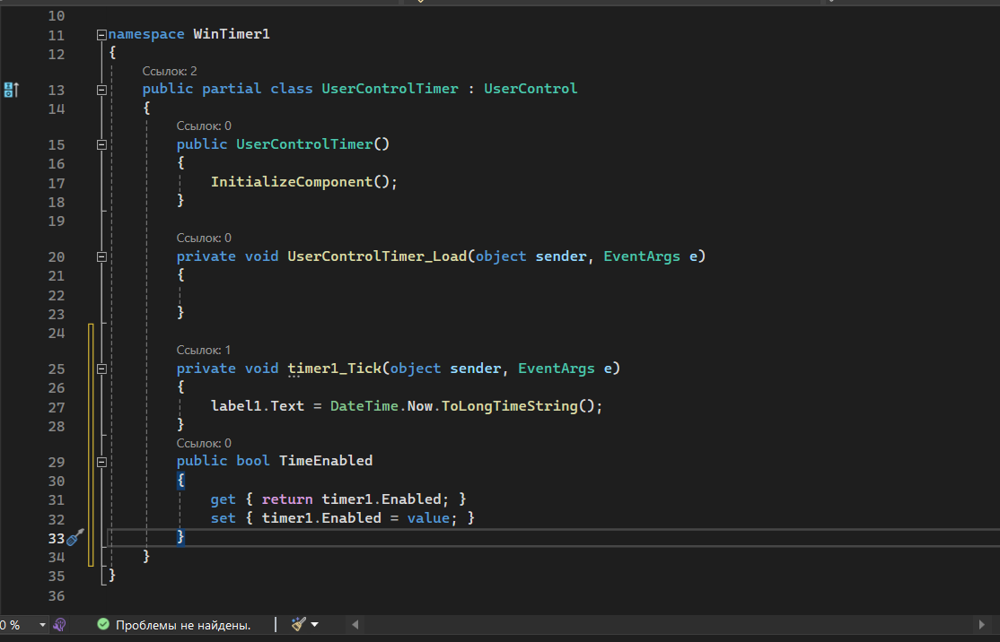 10
11 namespace WinTimer1
12 {
Ссылок: 2
13 public partial class UserControlTimer : UserControl
14 {
Ссылок: 0
15 public UserControlTimer()
16 {
17 InitializeComponent();
18 }
19
Ссылок: 0
20 private void UserControlTimer_Load(object sender, EventArgs e)
21 {
22
23 }
24
Ссылок: 1
25 private void timer1_Tick(object sender, EventArgs e)
26 {
27 label1.Text = DateTime.Now.ToLongTimeString();
28 }
Ссылок: 0
29 public bool TimeEnabled
30 {
31 get { return timer1.Enabled; }
32 set { timer1.Enabled = value; }
33 }
34 }
35 }
36
0 % Проблемы не найдены.